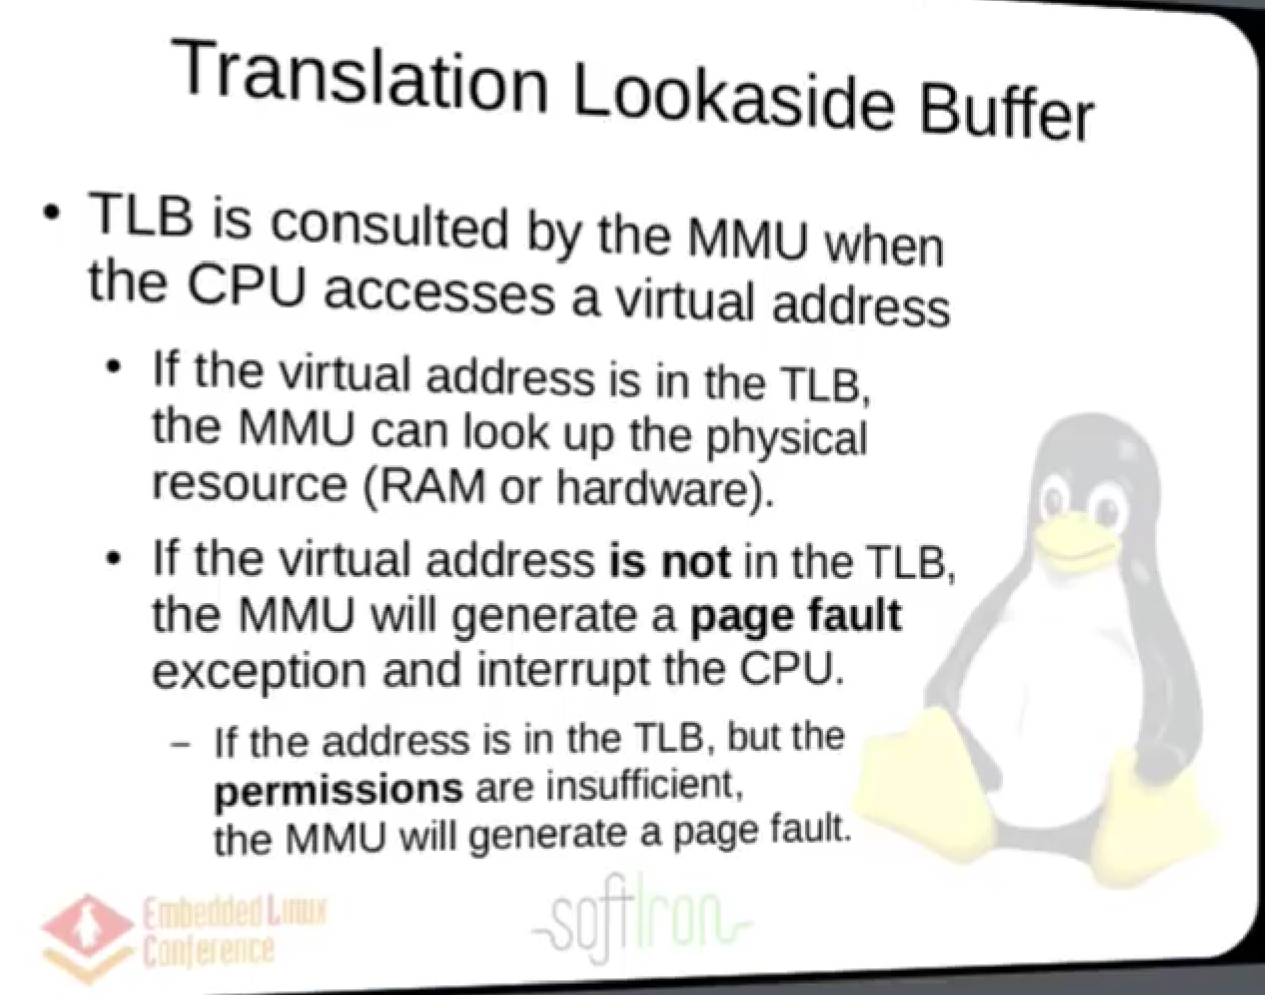 Translation Lookaside Buffer
• TLB is consulted by the MMU when
the CPU accesses a virtual address
• If the virtual address is in the TLB,
the MMU can look up the physical
resource (RAM or hardware).
• If the virtual address is not in the TLB,
the MMU will generate a page fault
exception and interrupt the CPU.
– If the address is in the TLB, but the
permissions are insufficient,
the MMU will generate a page fault.
Embedded Linux
Conference
softIron